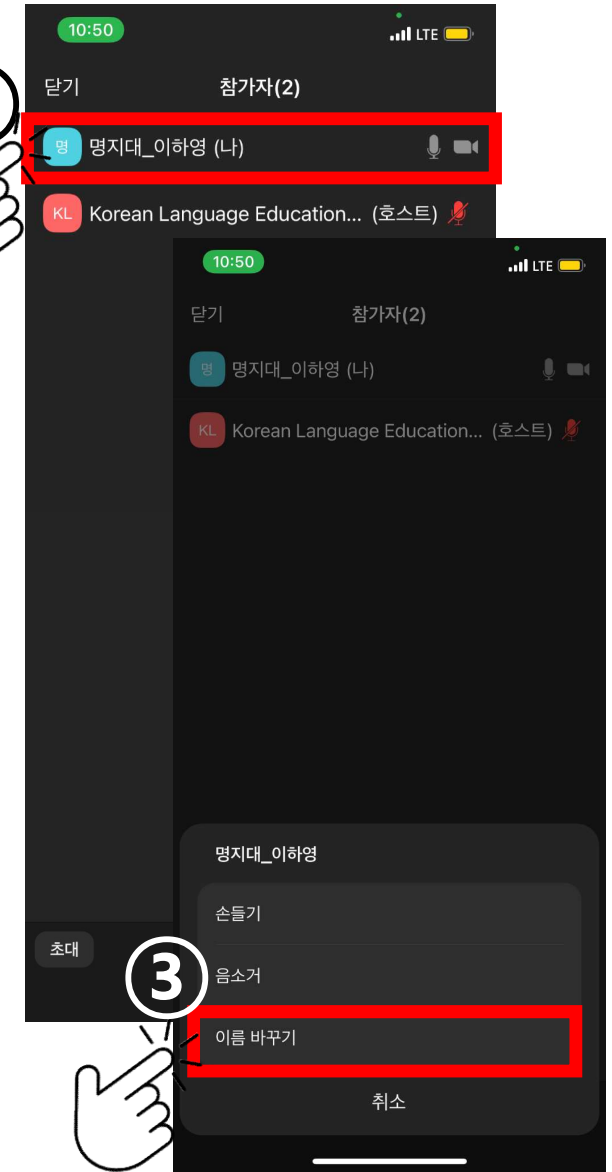 10:50
LTE
닫기
참가자(2)
명
명지대_이하영 (나)
KL
Korean Language Education... (호스트)
10:50
LTE
닫기
참가자(2)
명
명지대_이하영 (나)
KL
Korean Language Education... (호스트)
명지대_이하영
손들기
초대
③
음소거
이름 바꾸기
취소